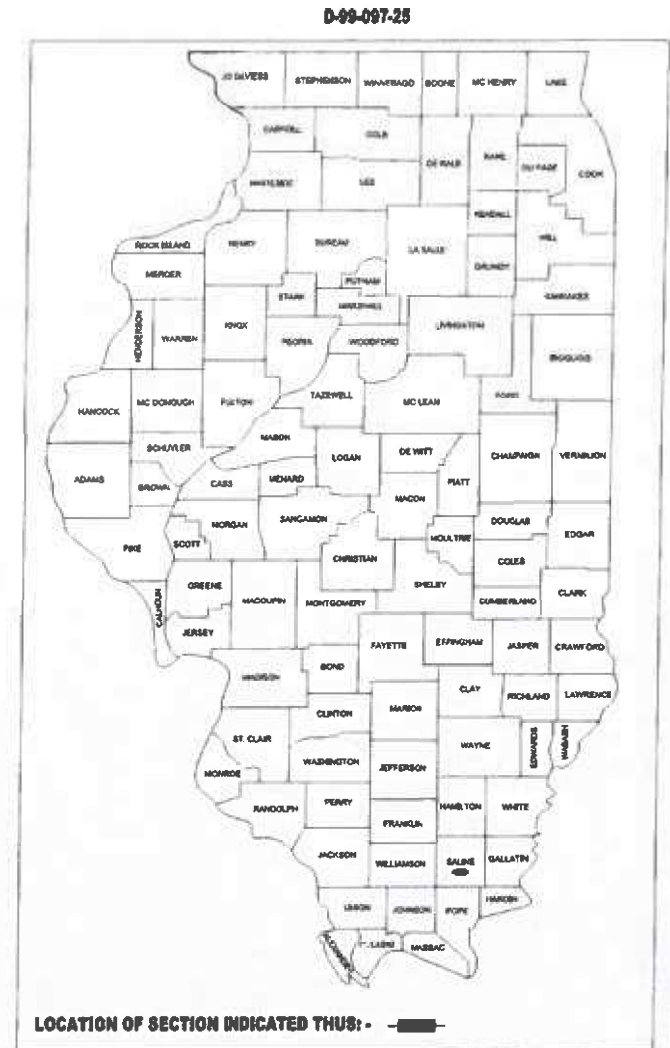 D-99-097-25
JO DAVIESS STEPHENSON WINNEBAGO BOONE MC HENRY LAKE
CARROLL OGLE DE KALB KANE DU PAGE COOK
WHITESIDE LEE
KENDALL WILL
ROCK ISLAND HENRY BUREAU LA SALLE GRUNDY
MERCER PUTNAM KANKAKEE
STARK MARSHALL
HENDERSON WARREN KNOX PEORIA WOODFORD LIVINGSTON IROQUOIS
FORD
HANCOCK MC DONOUGH FULTON TAZEWELL MC LEAN
SCHUYLER MASON LOGAN DE WITT CHAMPAIGN VERMILION
ADAMS BROWN CASS MENARD MACON PIATT
MORGAN SANGAMON DOUGLAS EDGAR
PIKE SCOTT CHRISTIAN MOULTRIE COLES
CALHOUN GREENE MACOUPIN MONTGOMERY SHELBY CUMBERLAND CLARK
JERSEY
FAYETTE EFFINGHAM JASPER CRAWFORD
MADISON BOND
CLAY RICHLAND LAWRENCE
CLINTON MARION
ST. CLAIR WAYNE EDWARDS WABASH
MONROE WASHINGTON JEFFERSON
RANDOLPH PERRY HAMILTON WHITE
FRANKLIN
JACKSON WILLIAMSON SALINE GALLATIN
UNION JOHNSON POPE HARDIN
ALEXANDER PULASKI MASSAC
LOCATION OF SECTION INDICATED THUS: -